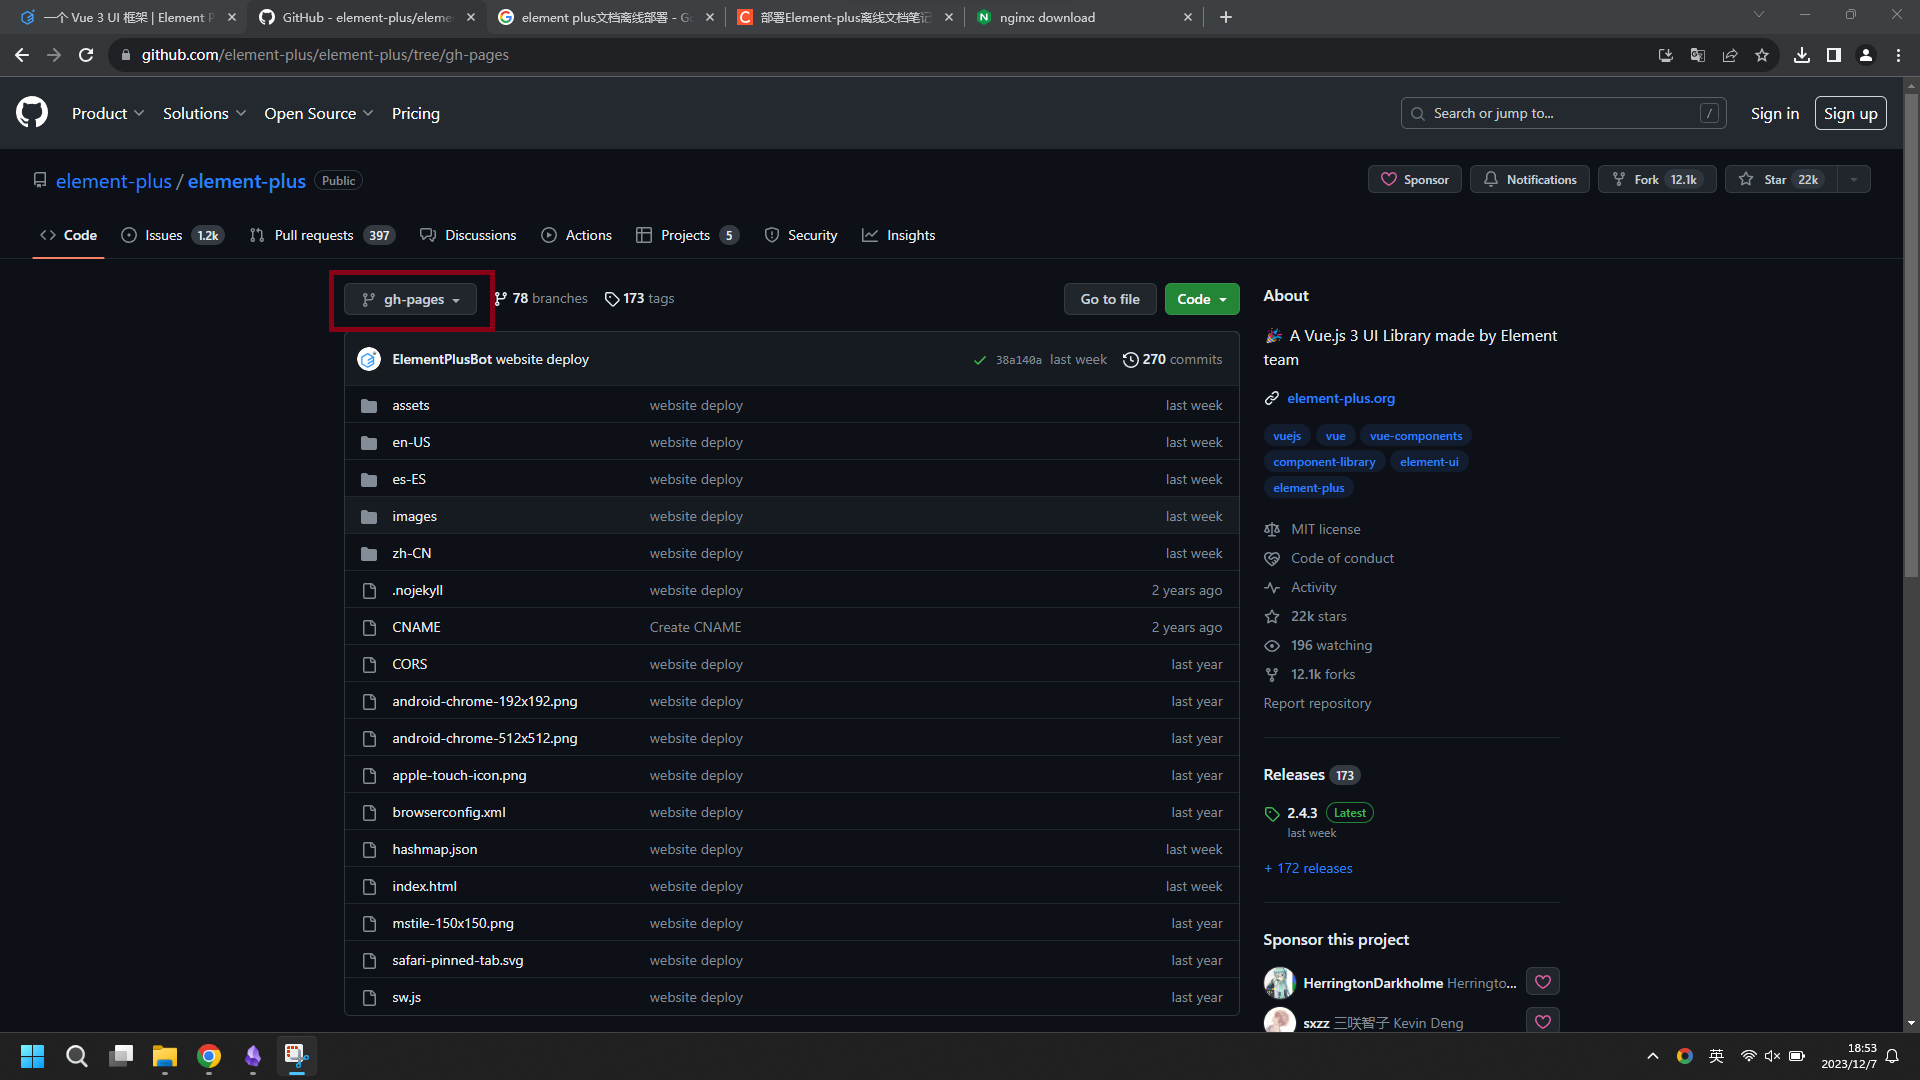 一个 Vue 3 UI 框架 | Element P
GitHub - element-plus/eleme
element plus文档离线部署 - Go
部署Element-plus离线文档笔记
nginx: download
github.com/element-plus/element-plus/tree/gh-pages
Product
Solutions
Open Source
Pricing
Search or jump to...
/
Sign in
Sign up
element-plus / element-plus
Public
Sponsor
Notifications
Fork 12.1k
Star 22k
Code
Issues 1.2k
Pull requests 397
Discussions
Actions
Projects 5
Security
Insights
gh-pages
78 branches
173 tags
Go to file
Code
ElementPlusBot website deploy
38a140a last week
270 commits
assets website deploy last week
en-US website deploy last week
es-ES website deploy last week
images website deploy last week
zh-CN website deploy last week
.nojekyll website deploy 2 years ago
CNAME Create CNAME 2 years ago
CORS website deploy last year
android-chrome-192x192.png website deploy last year
android-chrome-512x512.png website deploy last year
apple-touch-icon.png website deploy last year
browserconfig.xml website deploy last year
hashmap.json website deploy last week
index.html website deploy last week
mstile-150x150.png website deploy last year
safari-pinned-tab.svg website deploy last year
sw.js website deploy last year
About
A Vue.js 3 UI Library made by Element
team
element-plus.org
vuejs vue vue-components
component-library element-ui
element-plus
MIT license
Code of conduct
Activity
22k stars
196 watching
12.1k forks
Report repository
Releases 173
2.4.3 Latest
last week
+ 172 releases
Sponsor this project
HerringtonDarkholme Herringto...
sxzz 三咲智子 Kevin Deng
英
18:53
2023/12/7